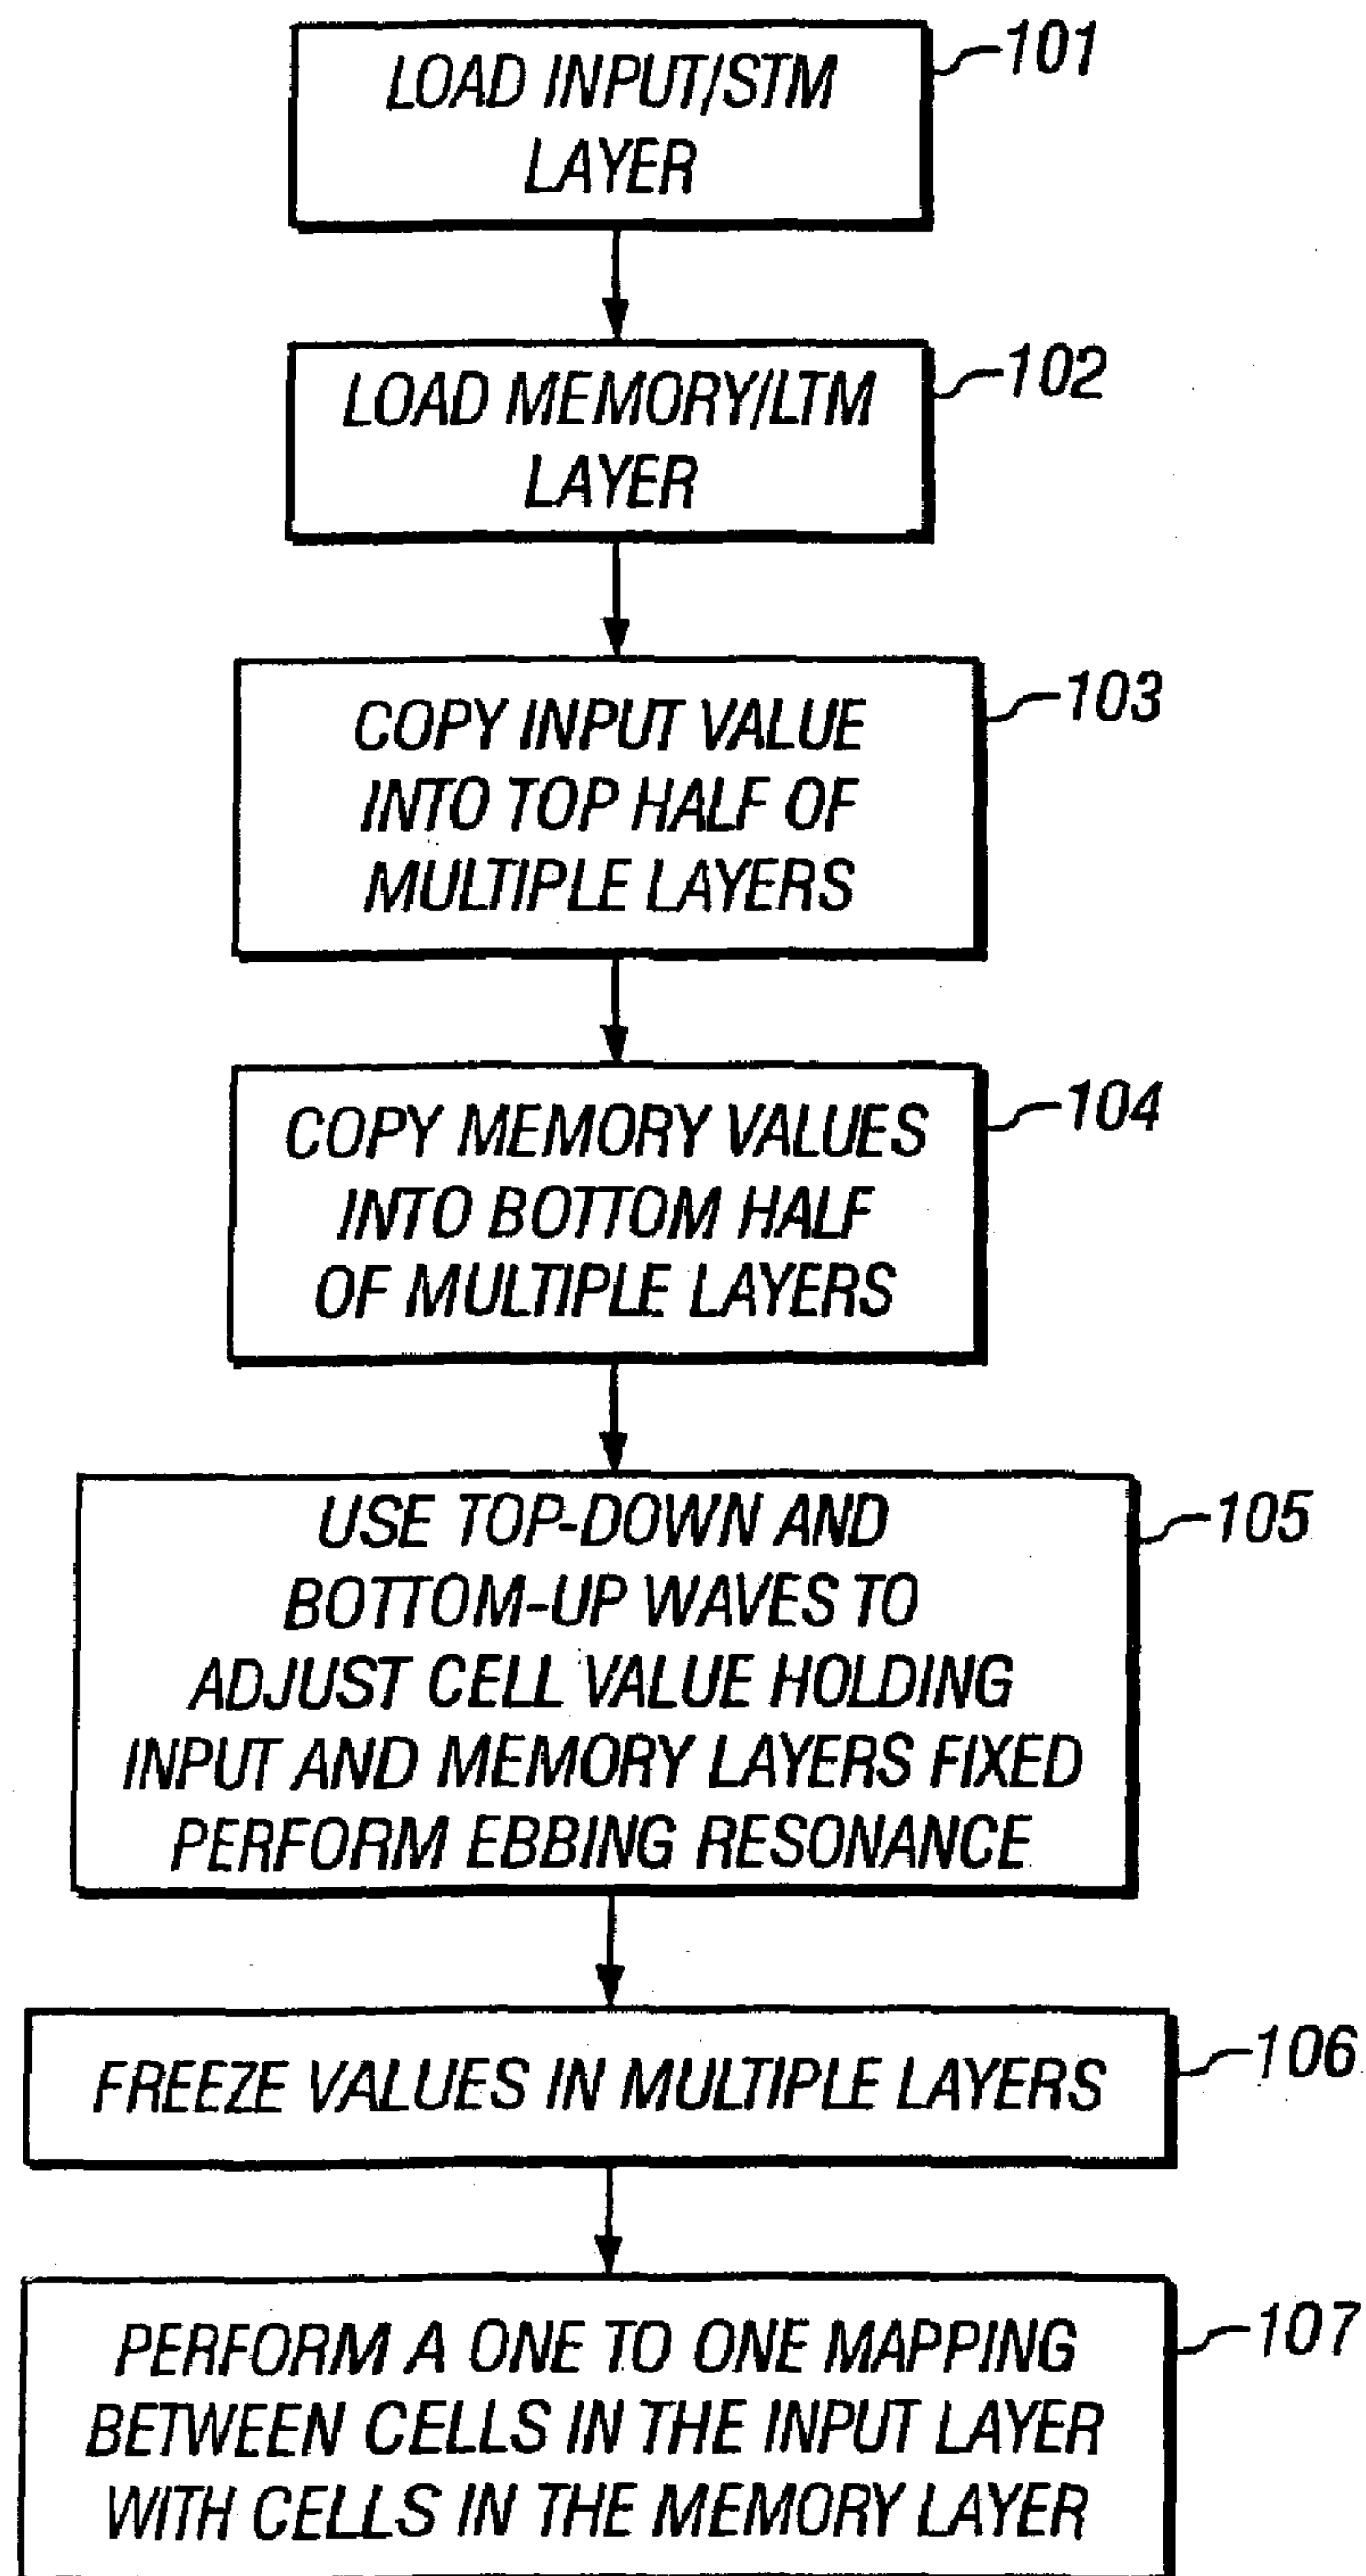 LOAD INPUT/STM
LAYER
101
LOAD MEMORY/LTM
LAYER
102
COPY INPUT VALUE
INTO TOP HALF OF
MULTIPLE LAYERS
103
COPY MEMORY VALUES
INTO BOTTOM HALF
OF MULTIPLE LAYERS
104
USE TOP-DOWN AND
BOTTOM-UP WAVES TO
ADJUST CELL VALUE HOLDING
INPUT AND MEMORY LAYERS FIXED
PERFORM EBBING RESONANCE
105
FREEZE VALUES IN MULTIPLE LAYERS
106
PERFORM A ONE TO ONE MAPPING
BETWEEN CELLS IN THE INPUT LAYER
WITH CELLS IN THE MEMORY LAYER
107